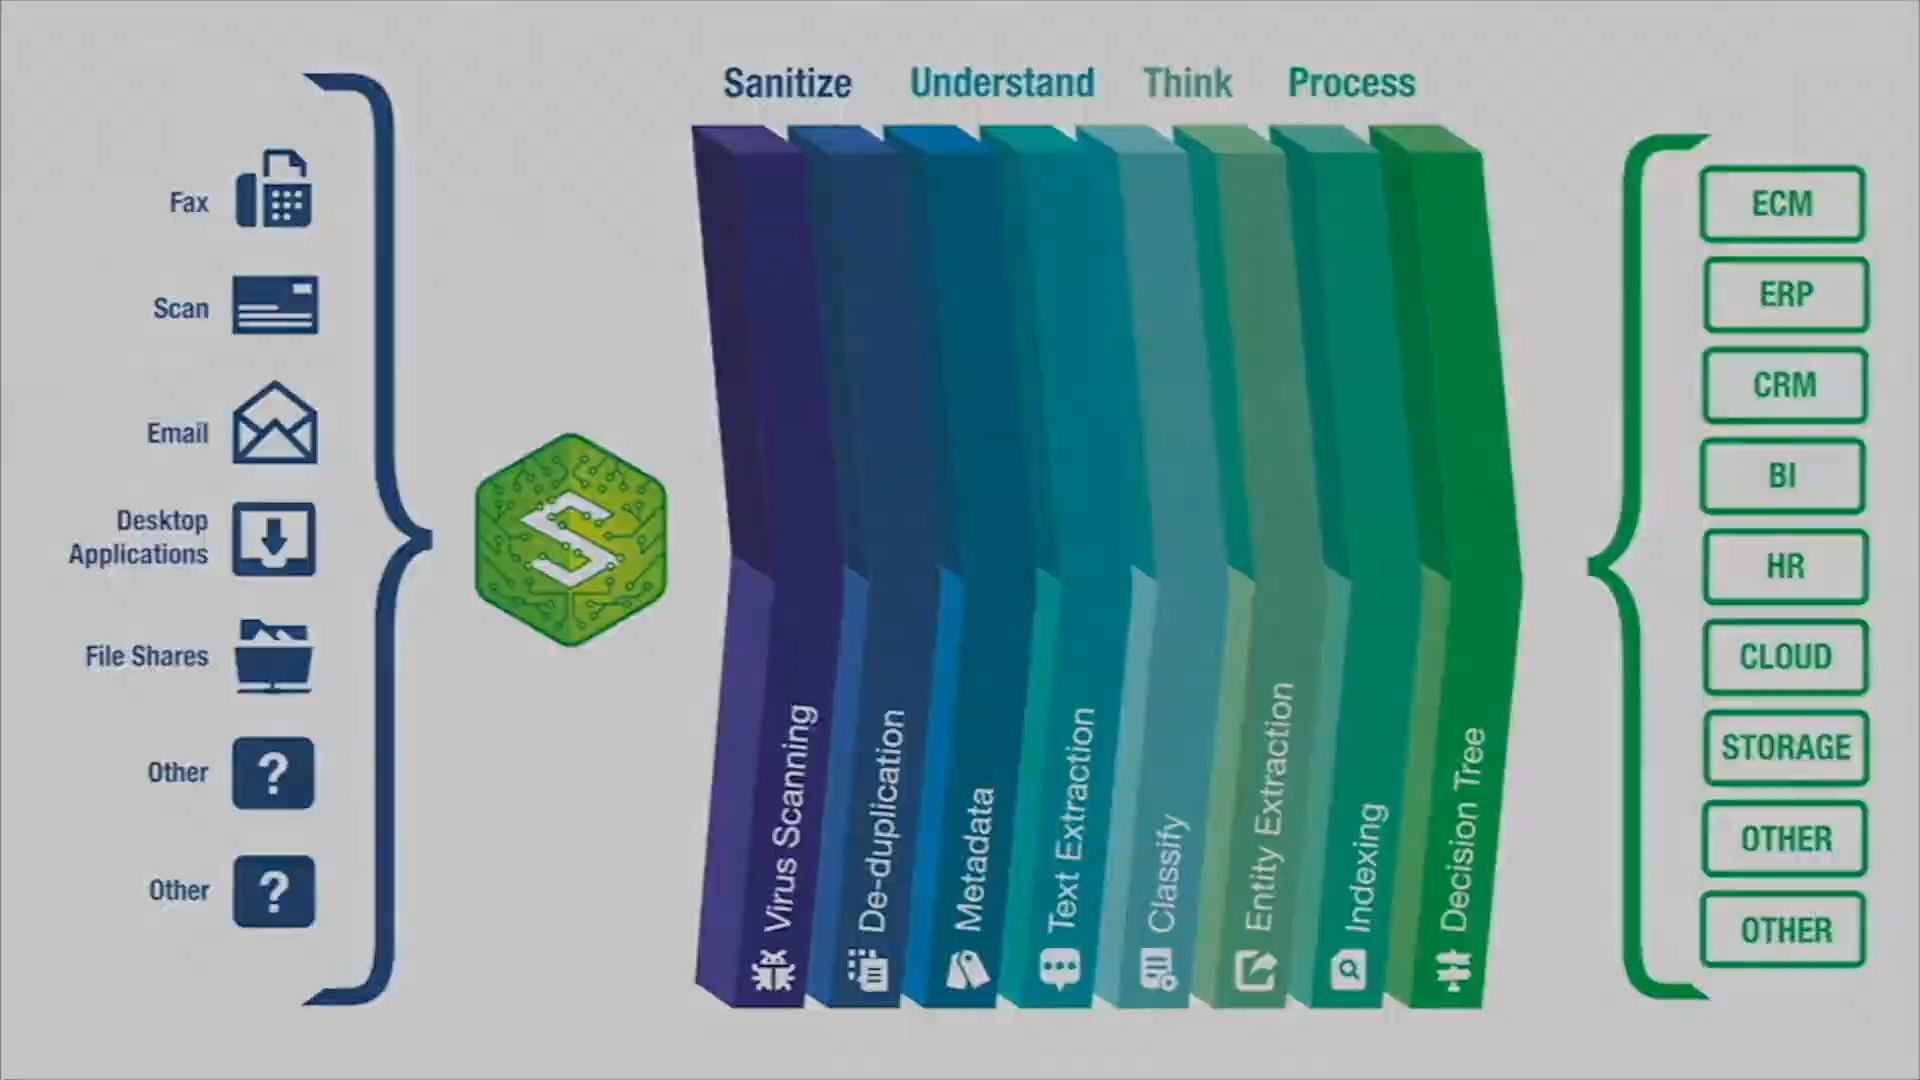 Sanitize
Understand
Think
Process
Fax
Scan
Email
Desktop
Applications
File Shares
Other
Other
S
Virus Scanning
De-duplication
Metadata
Text Extraction
Classify
Entity Extraction
Indexing
Decision Tree
ECM
ERP
CRM
BI
HR
CLOUD
STORAGE
OTHER
OTHER